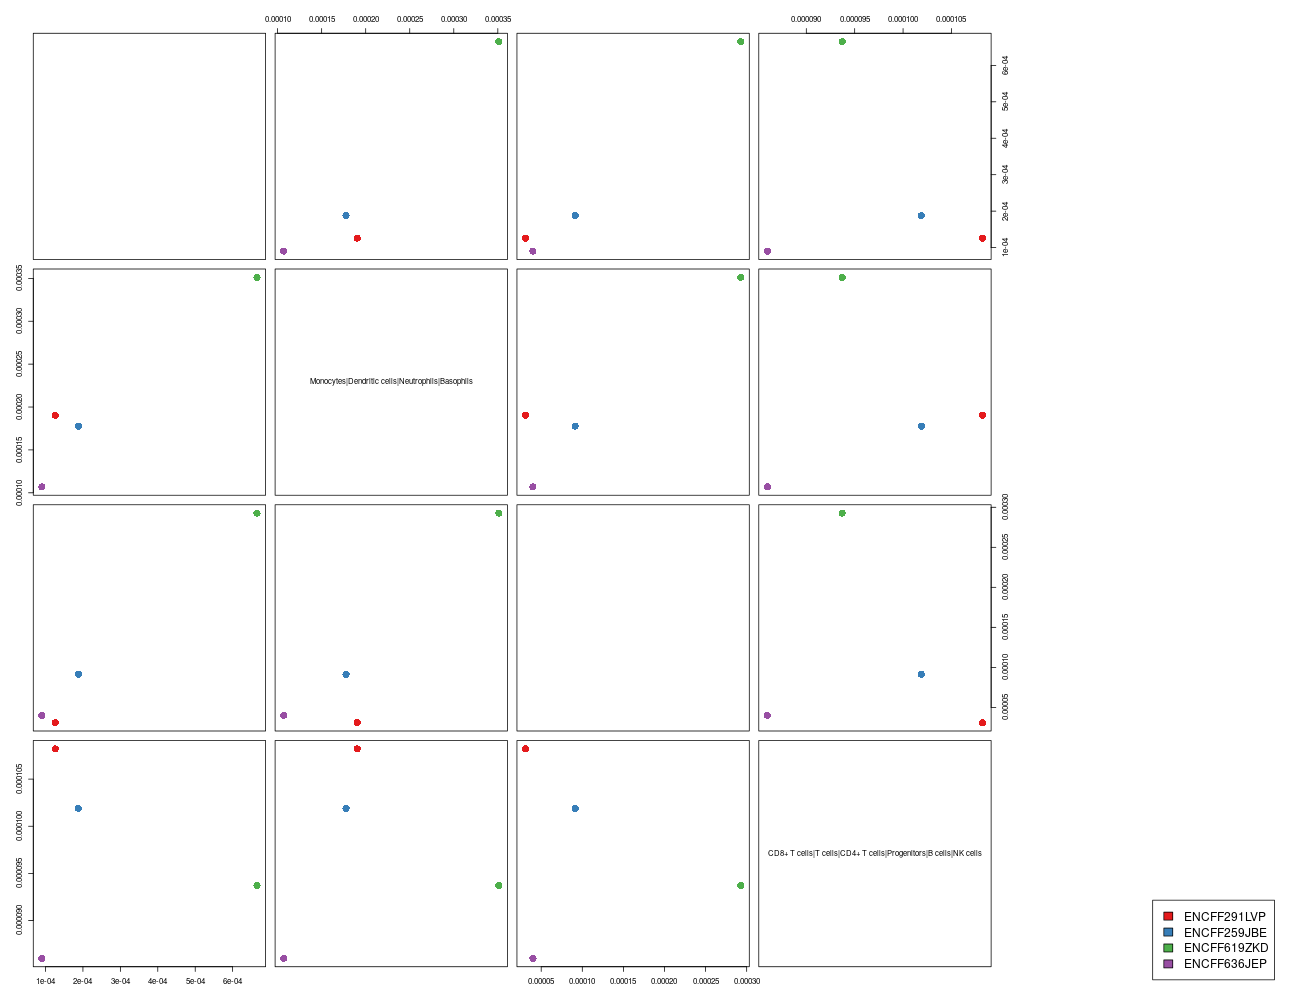 0.00010 0.00015 0.00020 0.00025 0.00030 0.00035
0.000090 0.000095 0.000100 0.000105
1e-04 2e-04 3e-04 4e-04 5e-04 6e-04
0.00010 0.00015 0.00020 0.00025 0.00030 0.00035
Monocytes|Dendritic cells|Neutrophils|Basophils
0.00005 0.00010 0.00015 0.00020 0.00025 0.00030
0.000090 0.000095 0.000100 0.000105
CD8+ T cells|T cells|CD4+ T cells|Progenitors|B cells|NK cells
1e-04 2e-04 3e-04 4e-04 5e-04 6e-04
0.00005 0.00010 0.00015 0.00020 0.00025 0.00030
ENCFF291LVP
ENCFF259JBE
ENCFF619ZKD
ENCFF636JEP